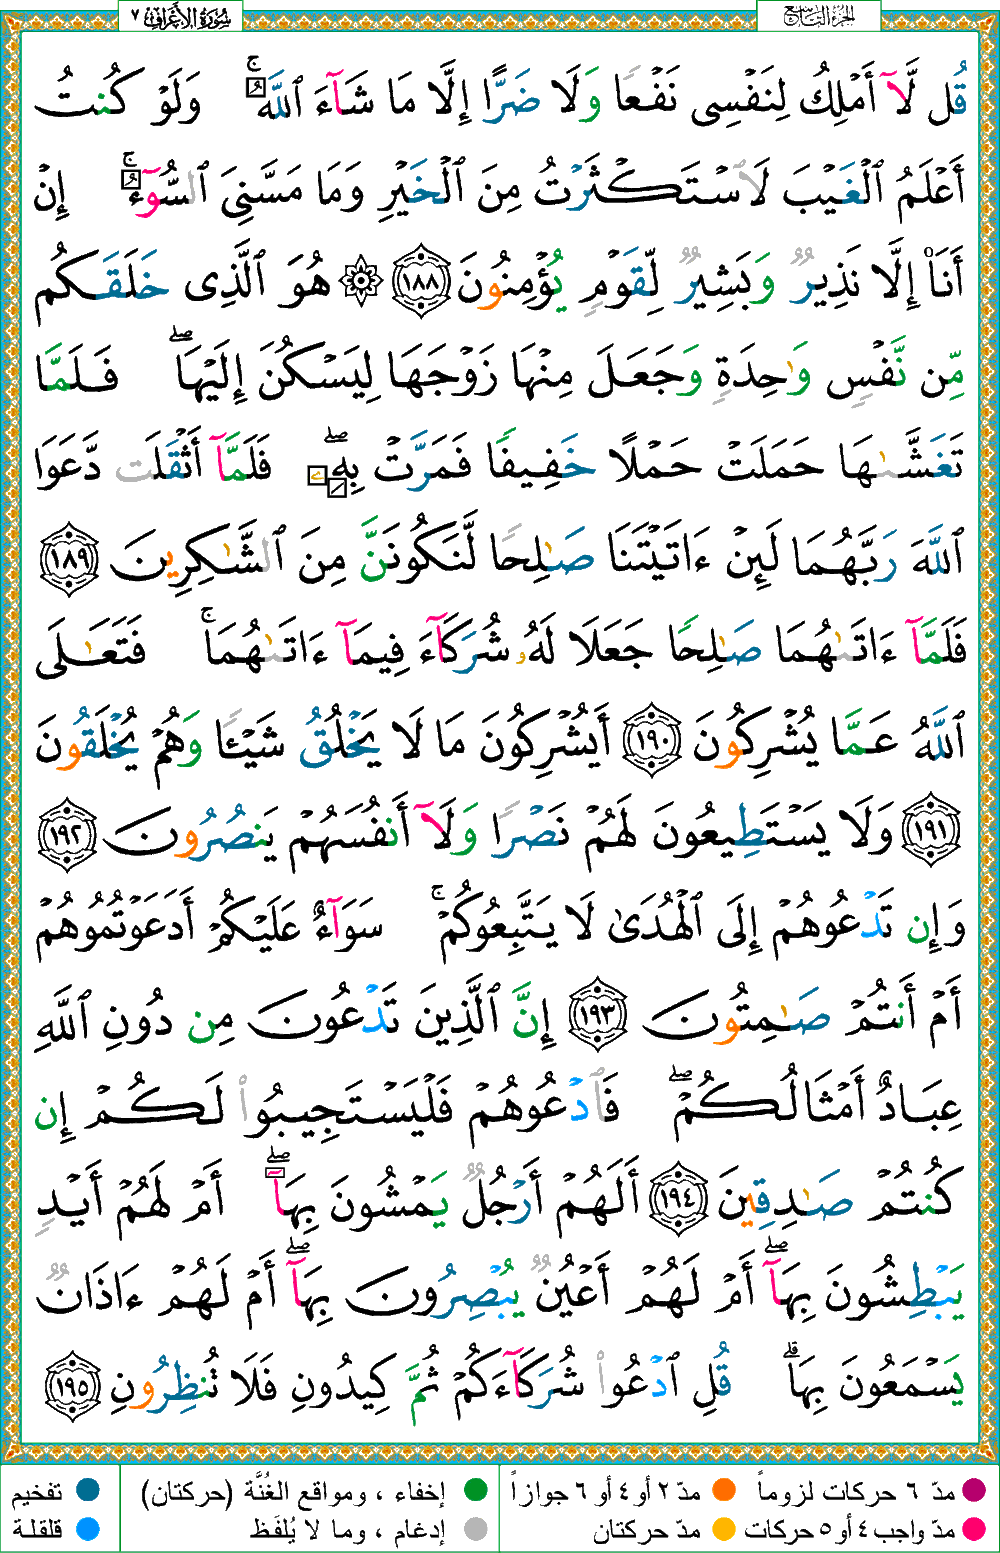 الجزء التاسع
سُورَةُ الأَعْرَافِ ٧
قُل لَّآ أَمْلِكُ لِنَفْسِى نَفْعًا وَلَا ضَرًّا إِلَّا مَا شَآءَ ٱللَّهُ ۚ وَلَوْ كُنتُ
أَعْلَمُ ٱلْغَيْبَ لَٱسْتَكْثَرْتُ مِنَ ٱلْخَيْرِ وَمَا مَسَّنِىَ ٱلسُّوٓءُ ۚ إِنْ
أَنَا۠ إِلَّا نَذِيرٌ وَبَشِيرٌ لِّقَوْمٍ يُؤْمِنُونَ ١٨٨ ۞ هُوَ ٱلَّذِى خَلَقَكُم
مِّن نَّفْسٍ وَٰحِدَةٍ وَجَعَلَ مِنْهَا زَوْجَهَا لِيَسْكُنَ إِلَيْهَا ۖ فَلَمَّا
تَغَشَّىٰهَا حَمَلَتْ حَمْلًا خَفِيفًا فَمَرَّتْ بِهِۦ ۖ فَلَمَّآ أَثْقَلَت دَّعَوَا
ٱللَّهَ رَبَّهُمَا لَئِنْ ءَاتَيْتَنَا صَٰلِحًا لَّنَكُونَنَّ مِنَ ٱلشَّٰكِرِينَ ١٨٩
فَلَمَّآ ءَاتَىٰهُمَا صَٰلِحًا جَعَلَا لَهُۥ شُرَكَآءَ فِيمَآ ءَاتَىٰهُمَا ۚ فَتَعَٰلَى
ٱللَّهُ عَمَّا يُشْرِكُونَ ١٩٠ أَيُشْرِكُونَ مَا لَا يَخْلُقُ شَيْـًٔا وَهُمْ يُخْلَقُونَ
١٩١ وَلَا يَسْتَطِيعُونَ لَهُمْ نَصْرًا وَلَآ أَنفُسَهُمْ يَنصُرُونَ ١٩٢
وَإِن تَدْعُوهُمْ إِلَى ٱلْهُدَىٰ لَا يَتَّبِعُوكُمْ ۚ سَوَآءٌ عَلَيْكُمْ أَدَعَوْتُمُوهُمْ
أَمْ أَنتُمْ صَٰمِتُونَ ١٩٣ إِنَّ ٱلَّذِينَ تَدْعُونَ مِن دُونِ ٱللَّهِ
عِبَادٌ أَمْثَالُكُمْ ۖ فَٱدْعُوهُمْ فَلْيَسْتَجِيبُوا۟ لَكُمْ إِن
كُنتُمْ صَٰدِقِينَ ١٩٤ أَلَهُمْ أَرْجُلٌ يَمْشُونَ بِهَآ ۖ أَمْ لَهُمْ أَيْدٍ
يَبْطِشُونَ بِهَآ ۖ أَمْ لَهُمْ أَعْيُنٌ يُبْصِرُونَ بِهَآ ۖ أَمْ لَهُمْ ءَاذَانٌ
يَسْمَعُونَ بِهَا ۗ قُلِ ٱدْعُوا۟ شُرَكَآءَكُمْ ثُمَّ كِيدُونِ فَلَا تُنظِرُونِ ١٩٥
مدّ ٦ حركات لزوماً مدّ ٢ أو ٤ أو ٦ جوازاً إخفاء ، ومواقع الغُنَّة (حركتان) تفخيم
مدّ واجب ٤ أو ٥ حركات مدّ حركتان إدغام ، وما لا يُلفَظ قلقلة